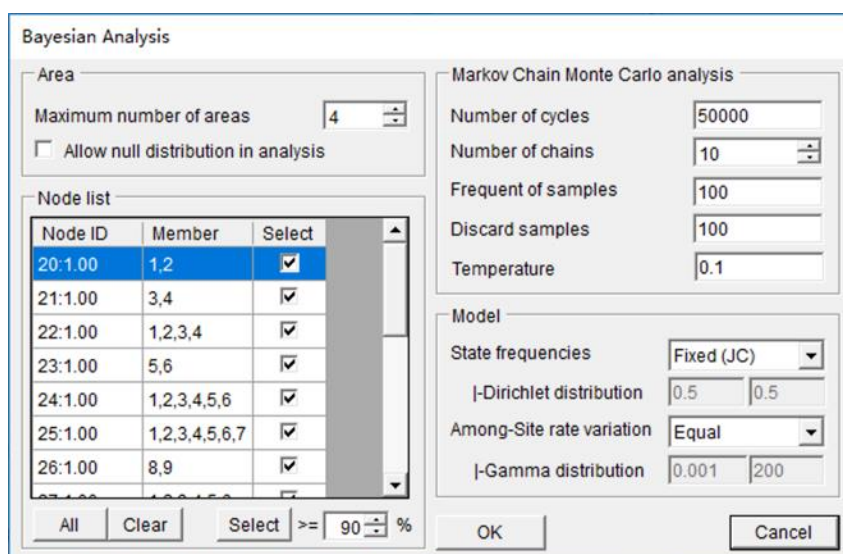 Bayesian Analysis
Area
Maximum number of areas 4
Allow null distribution in analysis
Node list
Node ID Member Select
20:1.00 1,2
21:1.00 3,4
22:1.00 1,2,3,4
23:1.00 5,6
24:1.00 1,2,3,4,5,6
25:1.00 1,2,3,4,5,6,7
26:1.00 8,9
All Clear Select >= 90 %
Markov Chain Monte Carlo analysis
Number of cycles 50000
Number of chains 10
Frequent of samples 100
Discard samples 100
Temperature 0.1
Model
State frequencies Fixed (JC)
|-Dirichlet distribution 0.5 0.5
Among-Site rate variation Equal
|-Gamma distribution 0.001 200
OK Cancel